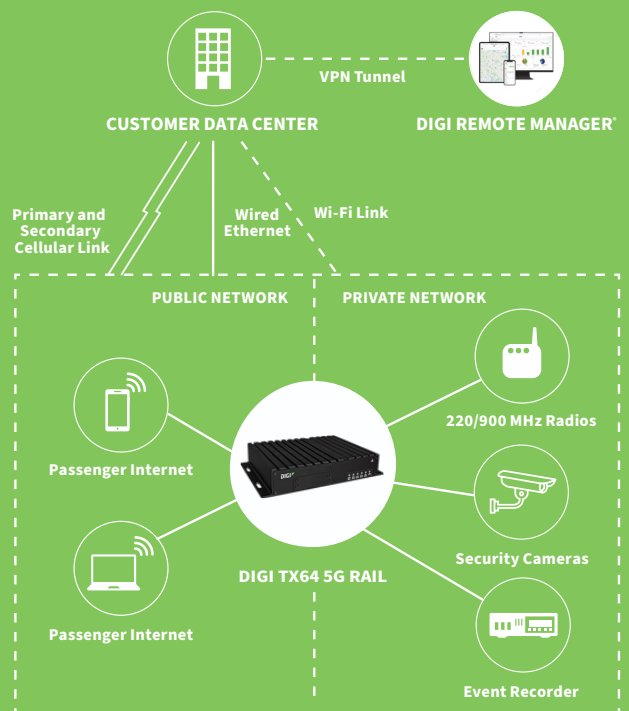 VPN Tunnel
CUSTOMER DATA CENTER
DIGI REMOTE MANAGER®
Primary and
Secondary
Cellular Link
Wired
Ethernet
Wi-Fi Link
PUBLIC NETWORK
PRIVATE NETWORK
220/900 MHz Radios
Passenger Internet
DIGI
Security Cameras
DIGI TX64 5G RAIL
Passenger Internet
Event Recorder